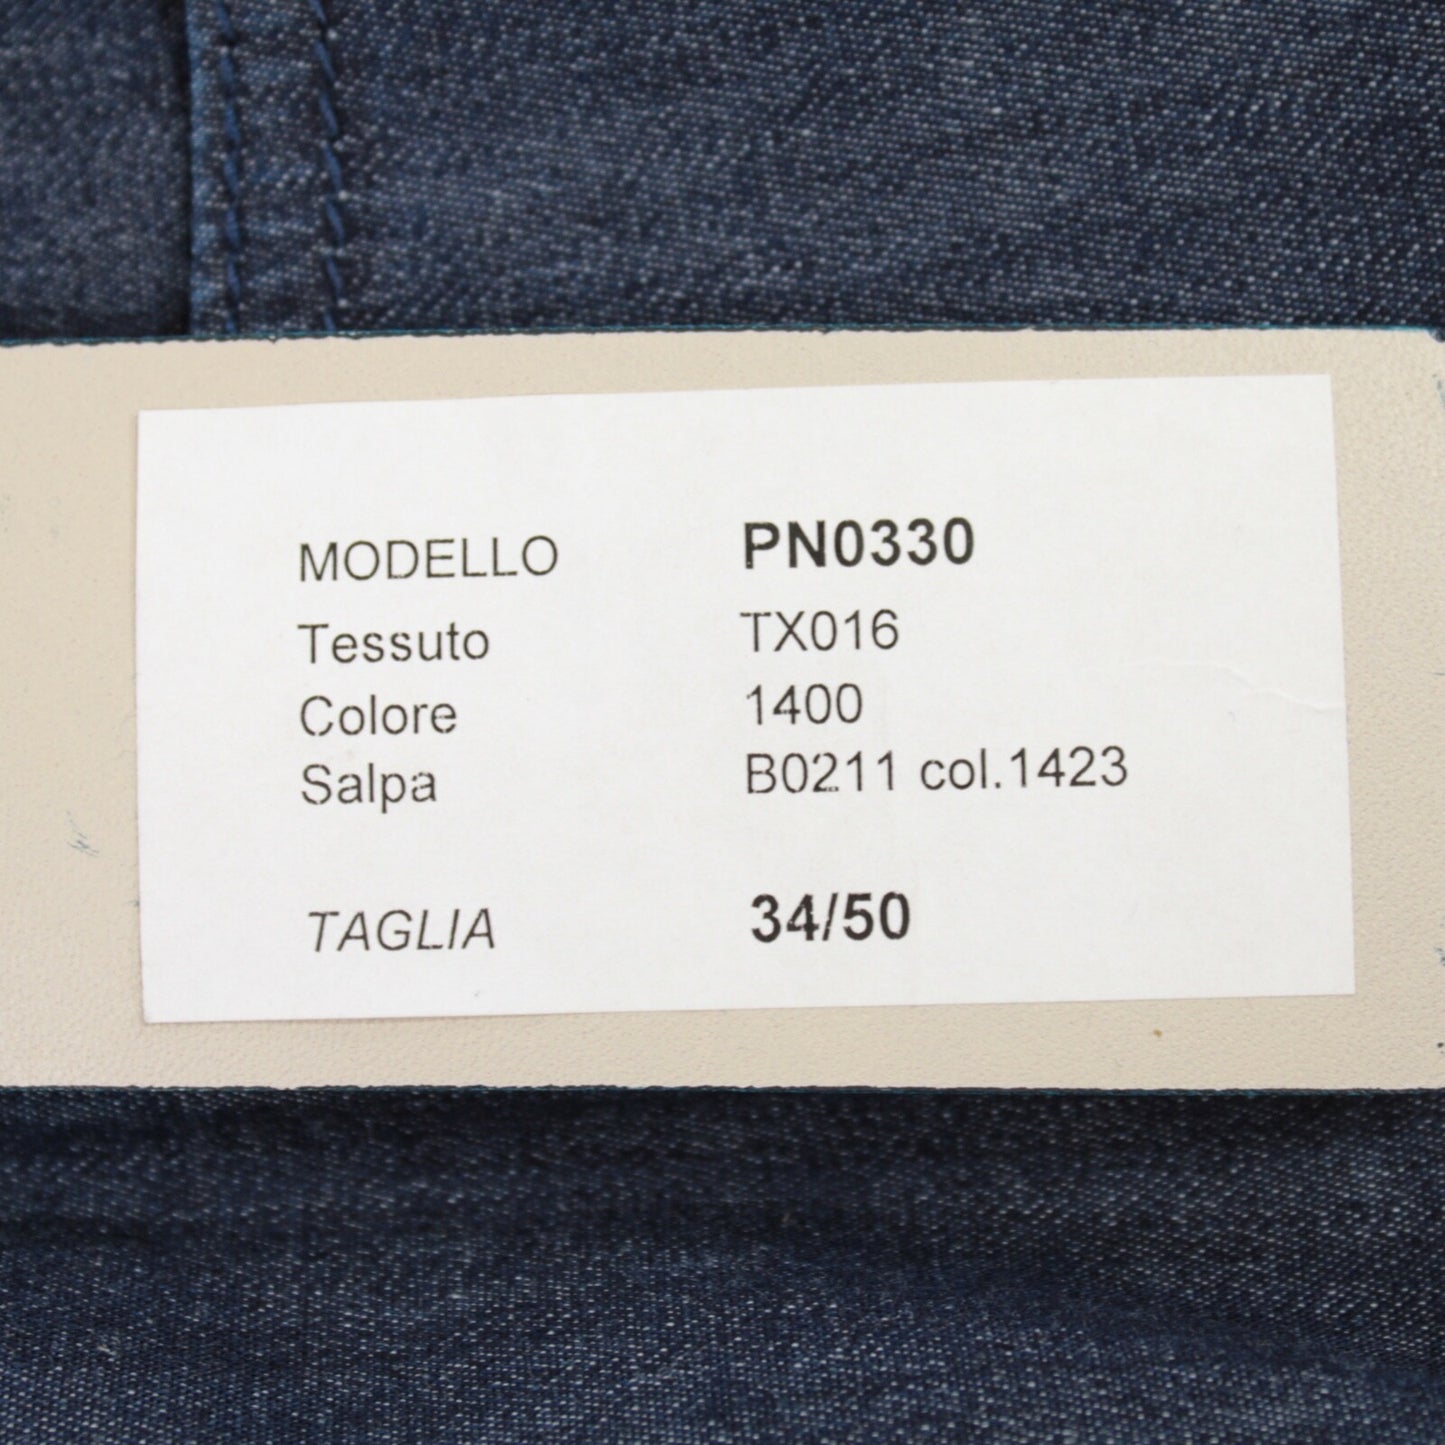 MODELLO PN0330
Tessuto TX016
Colore 1400
Salpa B0211 col.1423
TAGLIA 34/50